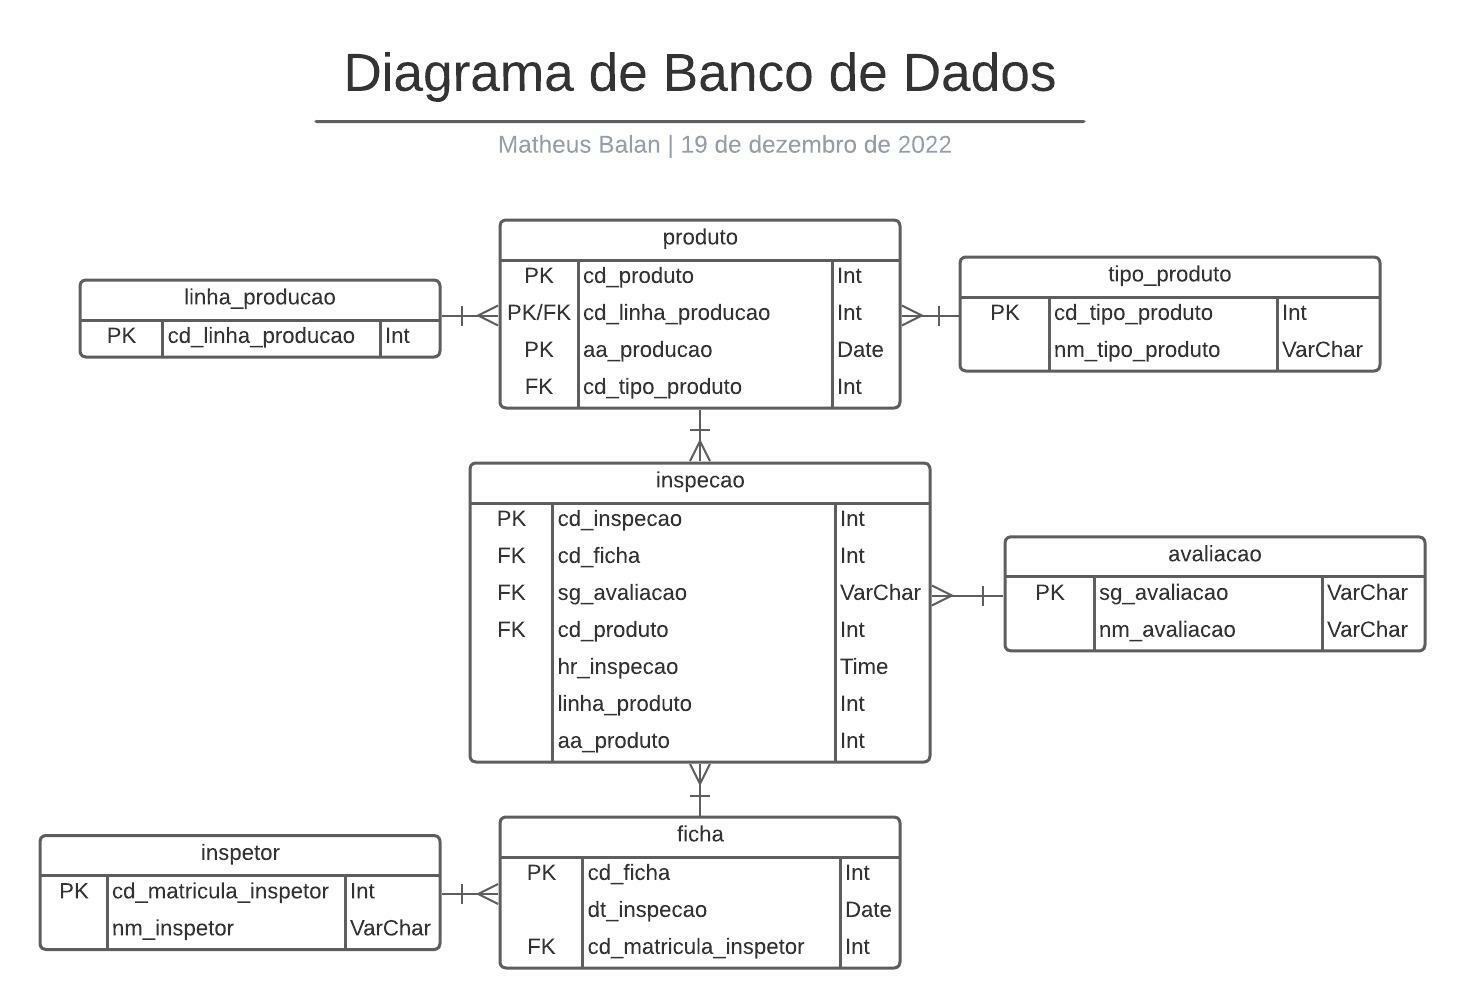 Diagrama de Banco de Dados
Matheus Balan | 19 de dezembro de 2022
produto
PK cd_produto Int
PK/FK cd_linha_producao Int
PK aa_producao Date
FK cd_tipo_produto Int
linha_producao
PK cd_linha_producao Int
tipo_produto
PK cd_tipo_produto Int
nm_tipo_produto VarChar
inspecao
PK cd_inspecao Int
FK cd_ficha Int
FK sg_avaliacao VarChar
FK cd_produto Int
hr_inspecao Time
linha_produto Int
aa_produto Int
avaliacao
PK sg_avaliacao VarChar
nm_avaliacao VarChar
inspetor
PK cd_matricula_inspetor Int
nm_inspetor VarChar
ficha
PK cd_ficha Int
dt_inspecao Date
FK cd_matricula_inspetor Int